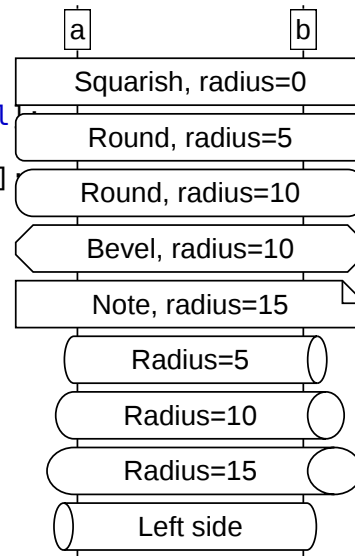 a b
Squarish, radius=0
l
Round, radius=5
Round, radius=10
]
Bevel, radius=10
Note, radius=15
Radius=5
Radius=10
Radius=15
Left side